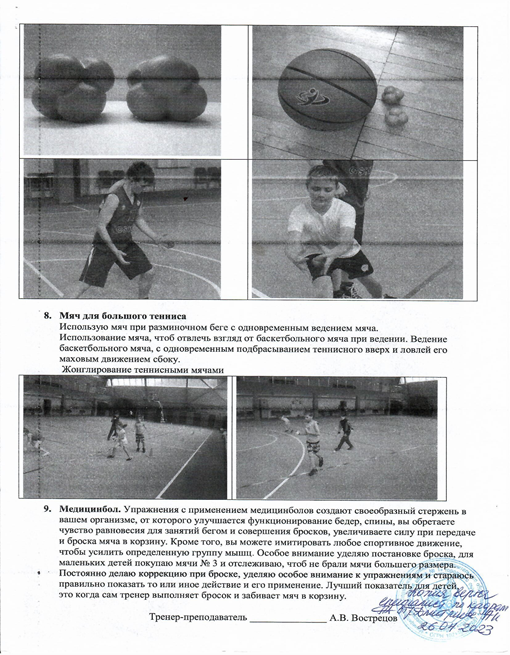 8. Мяч для большого тенниса
Использую мяч при разминочном беге с одновременным ведением мяча.
Использование мяча, чтоб отвлечь взгляд от баскетбольного мяча при ведении. Ведение
баскетбольного мяча, с одновременным подбрасыванием теннисного вверх и ловлей его
маховым движением сбоку.
Жонглирование теннисными мячами
9. Медицинбол. Упражнения с применением медицинболов создают своеобразный стержень в
вашем организме, от которого улучшается функционирование бедер, спины, вы обретаете
чувство равновесия для занятий бегом и совершения бросков, увеличиваете силу при передаче
и броска мяча в корзину. Кроме того, вы можете имитировать любое спортивное движение,
чтобы усилить определенную группу мышц. Особое внимание уделяю постановке броска, для
маленьких детей покупаю мячи № 3 и отслеживаю, чтоб не брали мячи большего размера.
Постоянно делаю коррекцию при броске, уделяю особое внимание к упражнениям и стараюсь
правильно показать то или иное действие и его применение. Лучший показатель для детей,
это когда сам тренер выполняет бросок и забивает мяч в корзину.
Тренер-преподаватель ________________ А.В. Вострецов
Копия верна
специалист по кадрам
26.04.2023